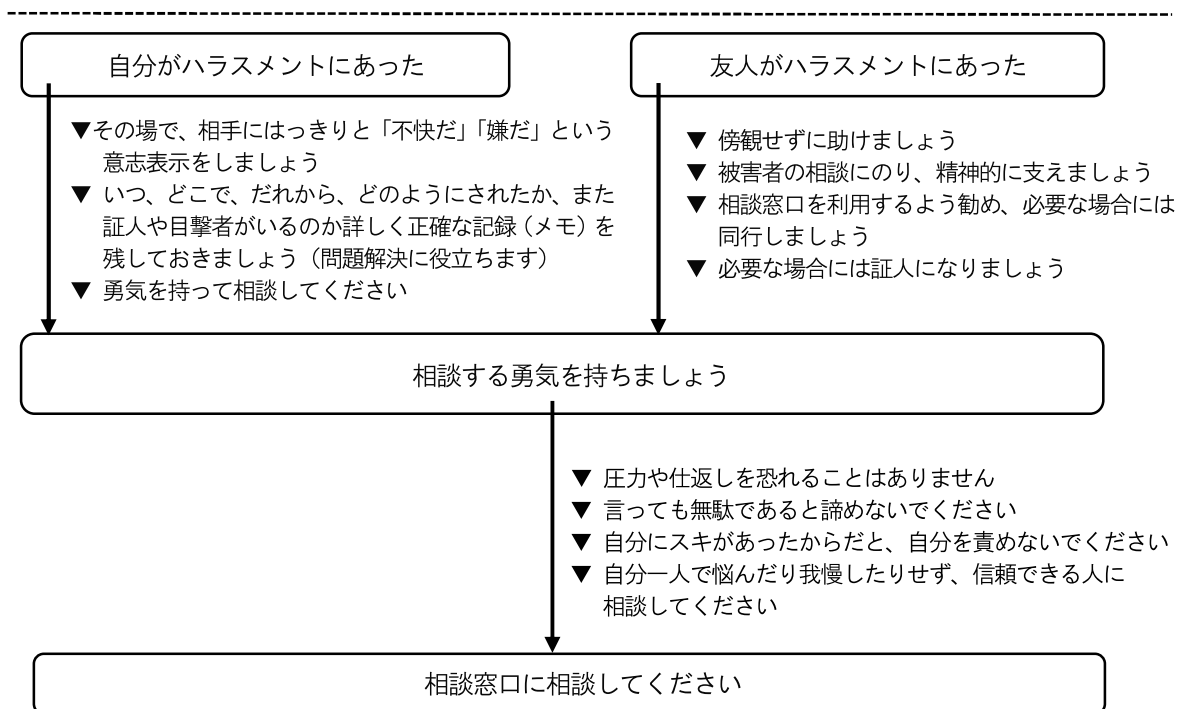 自分がハラスメントにあった
▼その場で、相手にはっきりと「不快だ」「嫌だ」という
意志表示をしましょう
▼ いつ、どこで、だれから、どのようにされたか、また
証人や目撃者がいるのか詳しく正確な記録（メモ）を
残しておきましょう（問題解決に役立ちます）
▼ 勇気を持って相談してください
友人がハラスメントにあった
▼ 傍観せずに助けましょう
▼ 被害者の相談にのり、精神的に支えましょう
▼ 相談窓口を利用するよう勧め、必要な場合には
同行しましょう
▼ 必要な場合には証人になりましょう
相談する勇気を持ちましょう
▼ 圧力や仕返しを恐れることはありません
▼ 言っても無駄であると諦めないでください
▼ 自分にスキがあったからだと、自分を責めないでください
▼ 自分一人で悩んだり我慢したりせず、信頼できる人に
相談してください
相談窓口に相談してください